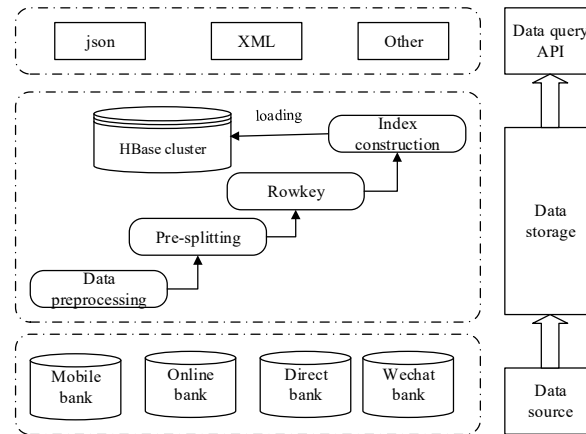 json
XML
Other
Data query
API
HBase cluster
loading
Index
construction
Rowkey
Pre-splitting
Data
preprocessing
Data
storage
Mobile
bank
Online
bank
Direct
bank
Wechat
bank
Data
source